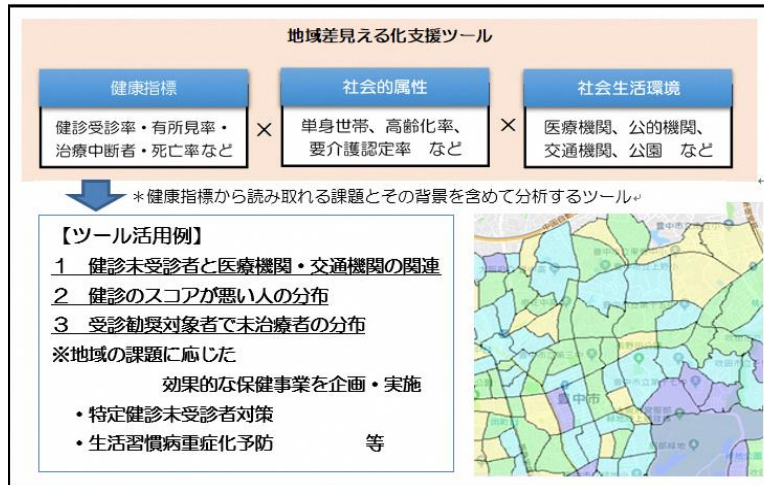 地域差見える化支援ツール
健康指標
健診受診率・有所見率・
治療中断者・死亡率など
×
社会的属性
単身世帯、高齢化率、
要介護認定率 など
×
社会生活環境
医療機関、公的機関、
交通機関、公園 など
＊健康指標から読み取れる課題とその背景を含めて分析するツール
【ツール活用例】
1 健診未受診者と医療機関・交通機関の関連
2 健診のスコアが悪い人の分布
3 受診勧奨対象者で未治療者の分布
※地域の課題に応じた
効果的な保健事業を企画・実施
・特定健診未受診者対策
・生活習慣病重症化予防 等
豊中市